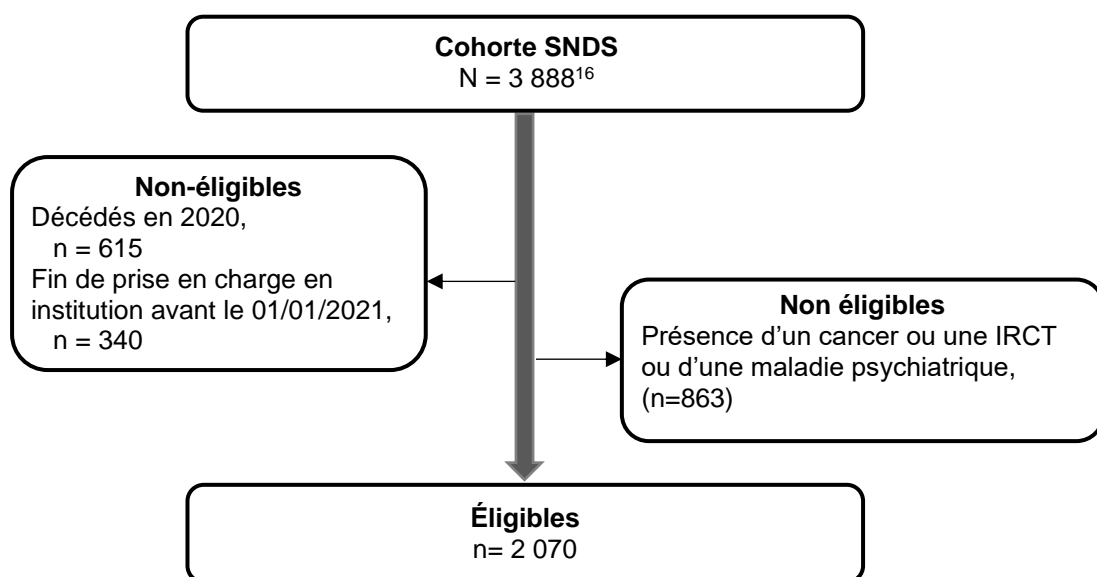 Cohorte SNDS
N = 3 888¹⁶
Non-éligibles
Décédés en 2020,
n = 615
Fin de prise en charge en
institution avant le 01/01/2021,
n = 340
Non éligibles
Présence d’un cancer ou une IRCT
ou d’une maladie psychiatrique,
(n=863)
Éligibles
n= 2 070